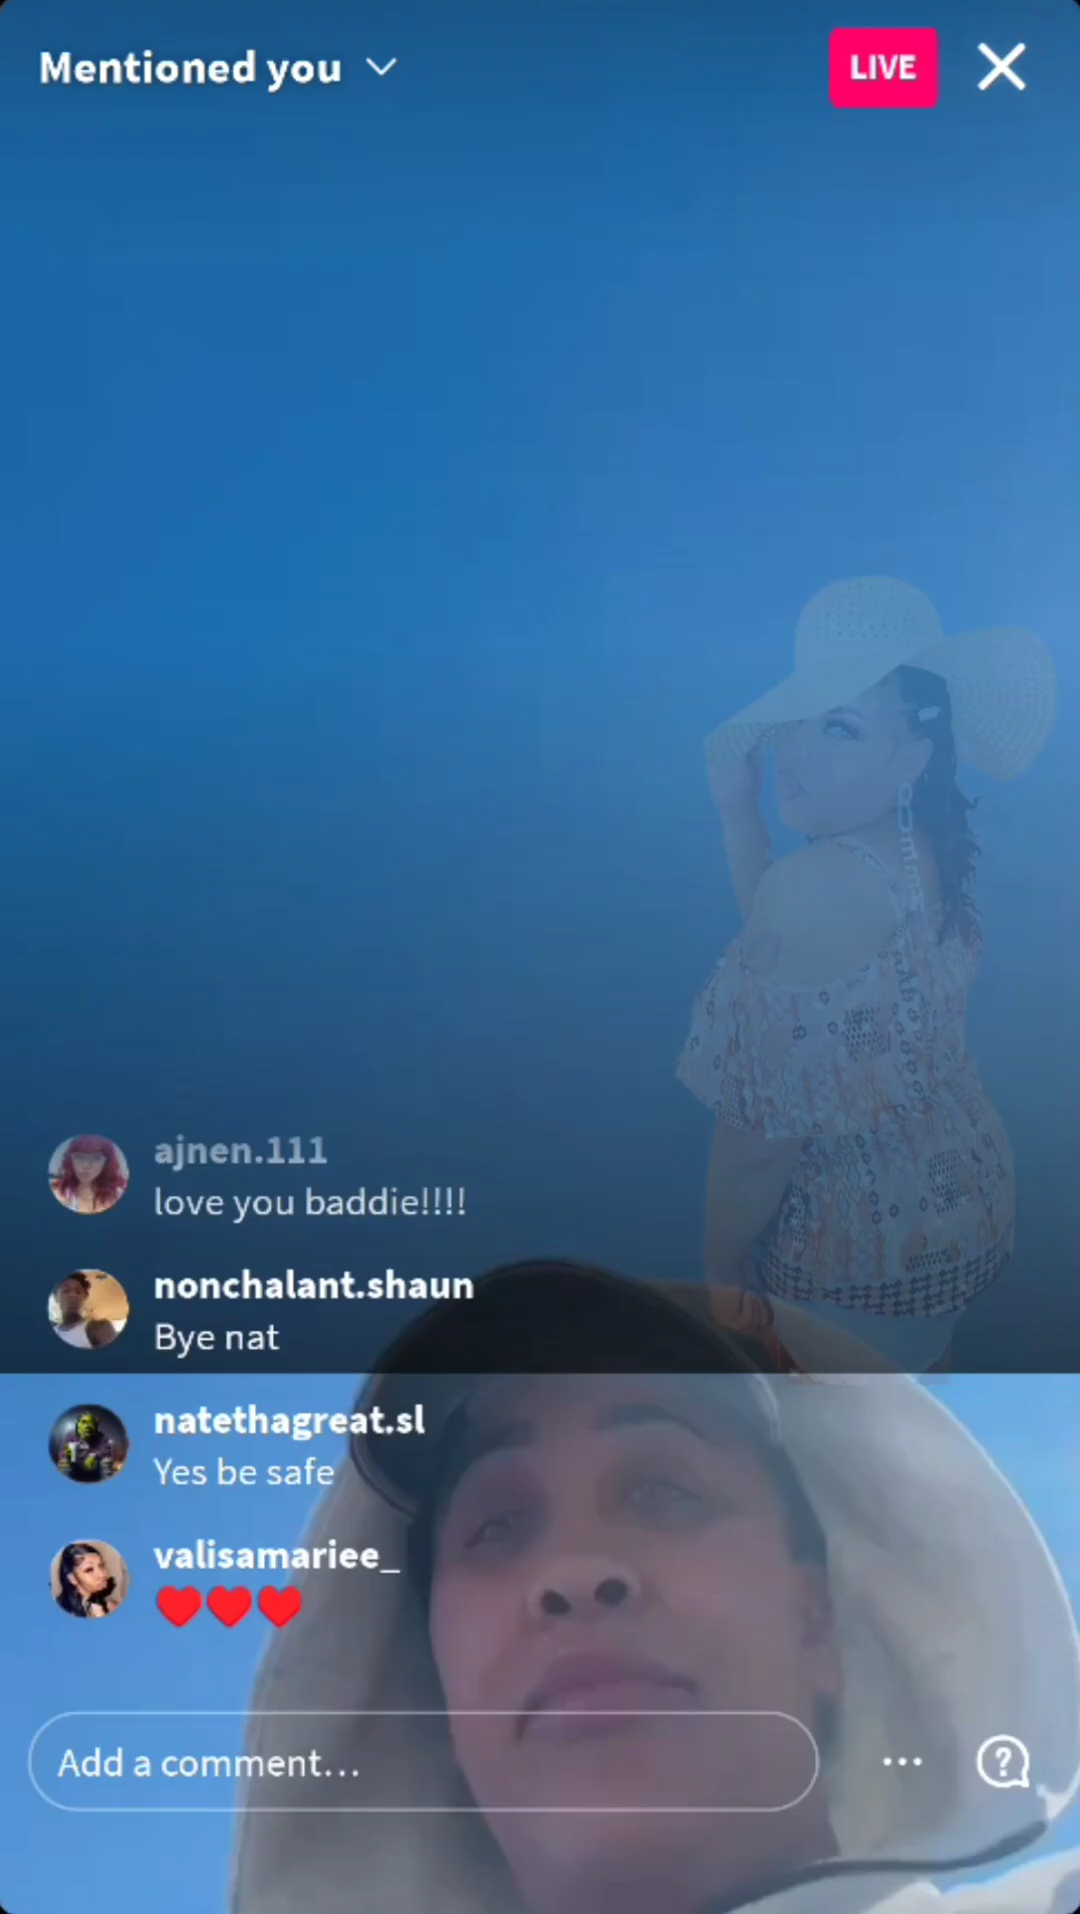 Mentioned you
LIVE
ajnen.111
love you baddie!!!!
nonchalant.shaun
Bye nat
natethagreat.sl
Yes be safe
valisamariee_
❤️❤️❤️
Add a comment...